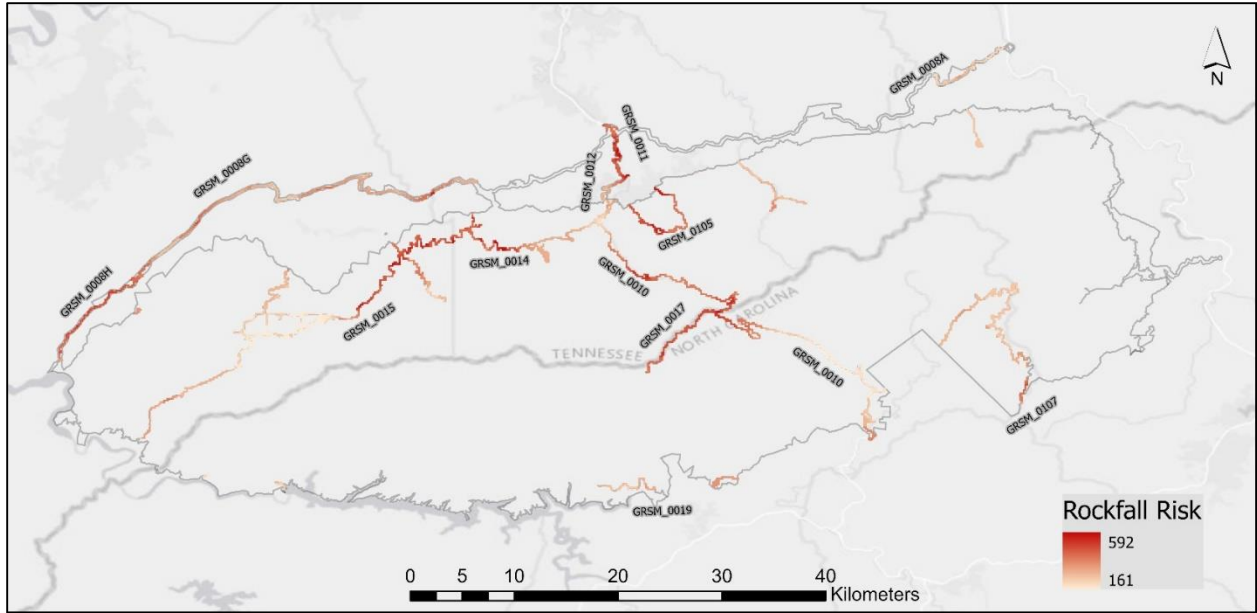 GRSM_0008A
N
GRSM_0011
GRSM_0012
GRSM_0008G
GRSM_0105
GRSM_0014
GRSM_0008H
GRSM_0010
GRSM_0015
GRSM_0017
NORTH CAROLINA
TENNESSEE
GRSM_0010
GRSM_0107
GRSM_0019
Rockfall Risk
592
161
0 5 10 20 30 40
Kilometers